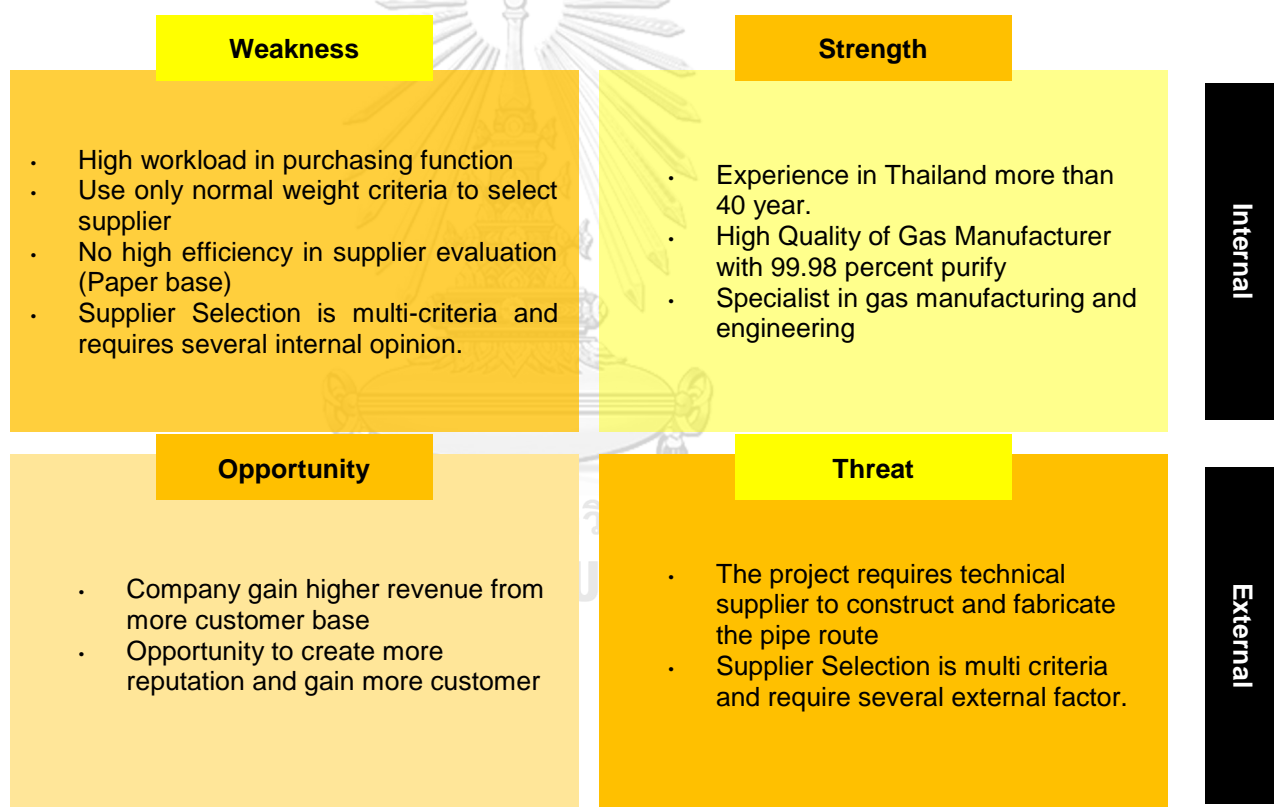 Weakness
• High workload in purchasing function
• Use only normal weight criteria to select
supplier
• No high efficiency in supplier evaluation
(Paper base)
• Supplier Selection is multi-criteria and
requires several internal opinion.
Strength
• Experience in Thailand more than
40 year.
• High Quality of Gas Manufacturer
with 99.98 percent purify
• Specialist in gas manufacturing and
engineering
Internal
Opportunity
• Company gain higher revenue from
more customer base
• Opportunity to create more
reputation and gain more customer
Threat
• The project requires technical
supplier to construct and fabricate
the pipe route
• Supplier Selection is multi criteria
and require several external factor.
External